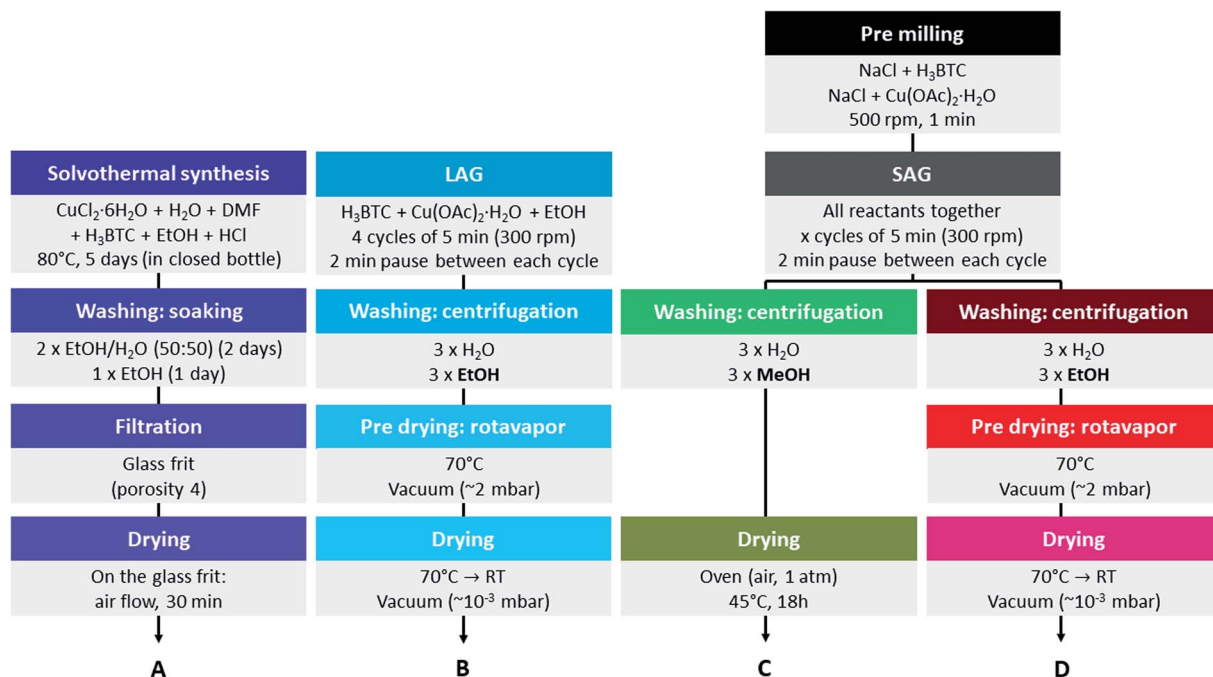 Pre milling
NaCl + H₃BTC
NaCl + Cu(OAc)₂·H₂O
500 rpm, 1 min
Solvothermal synthesis
CuCl₂·6H₂O + H₂O + DMF
+ H₃BTC + EtOH + HCl
80°C, 5 days (in closed bottle)
LAG
H₃BTC + Cu(OAc)₂·H₂O + EtOH
4 cycles of 5 min (300 rpm)
2 min pause between each cycle
SAG
All reactants together
x cycles of 5 min (300 rpm)
2 min pause between each cycle
Washing: soaking
2 x EtOH/H₂O (50:50) (2 days)
1 x EtOH (1 day)
Washing: centrifugation
3 x H₂O
3 x EtOH
Washing: centrifugation
3 x H₂O
3 x MeOH
Washing: centrifugation
3 x H₂O
3 x EtOH
Filtration
Glass frit
(porosity 4)
Pre drying: rotavapor
70°C
Vacuum (~2 mbar)
Pre drying: rotavapor
70°C
Vacuum (~2 mbar)
Drying
On the glass frit:
air flow, 30 min
Drying
70°C → RT
Vacuum (~10⁻³ mbar)
Drying
Oven (air, 1 atm)
45°C, 18h
Drying
70°C → RT
Vacuum (~10⁻³ mbar)
A
B
C
D